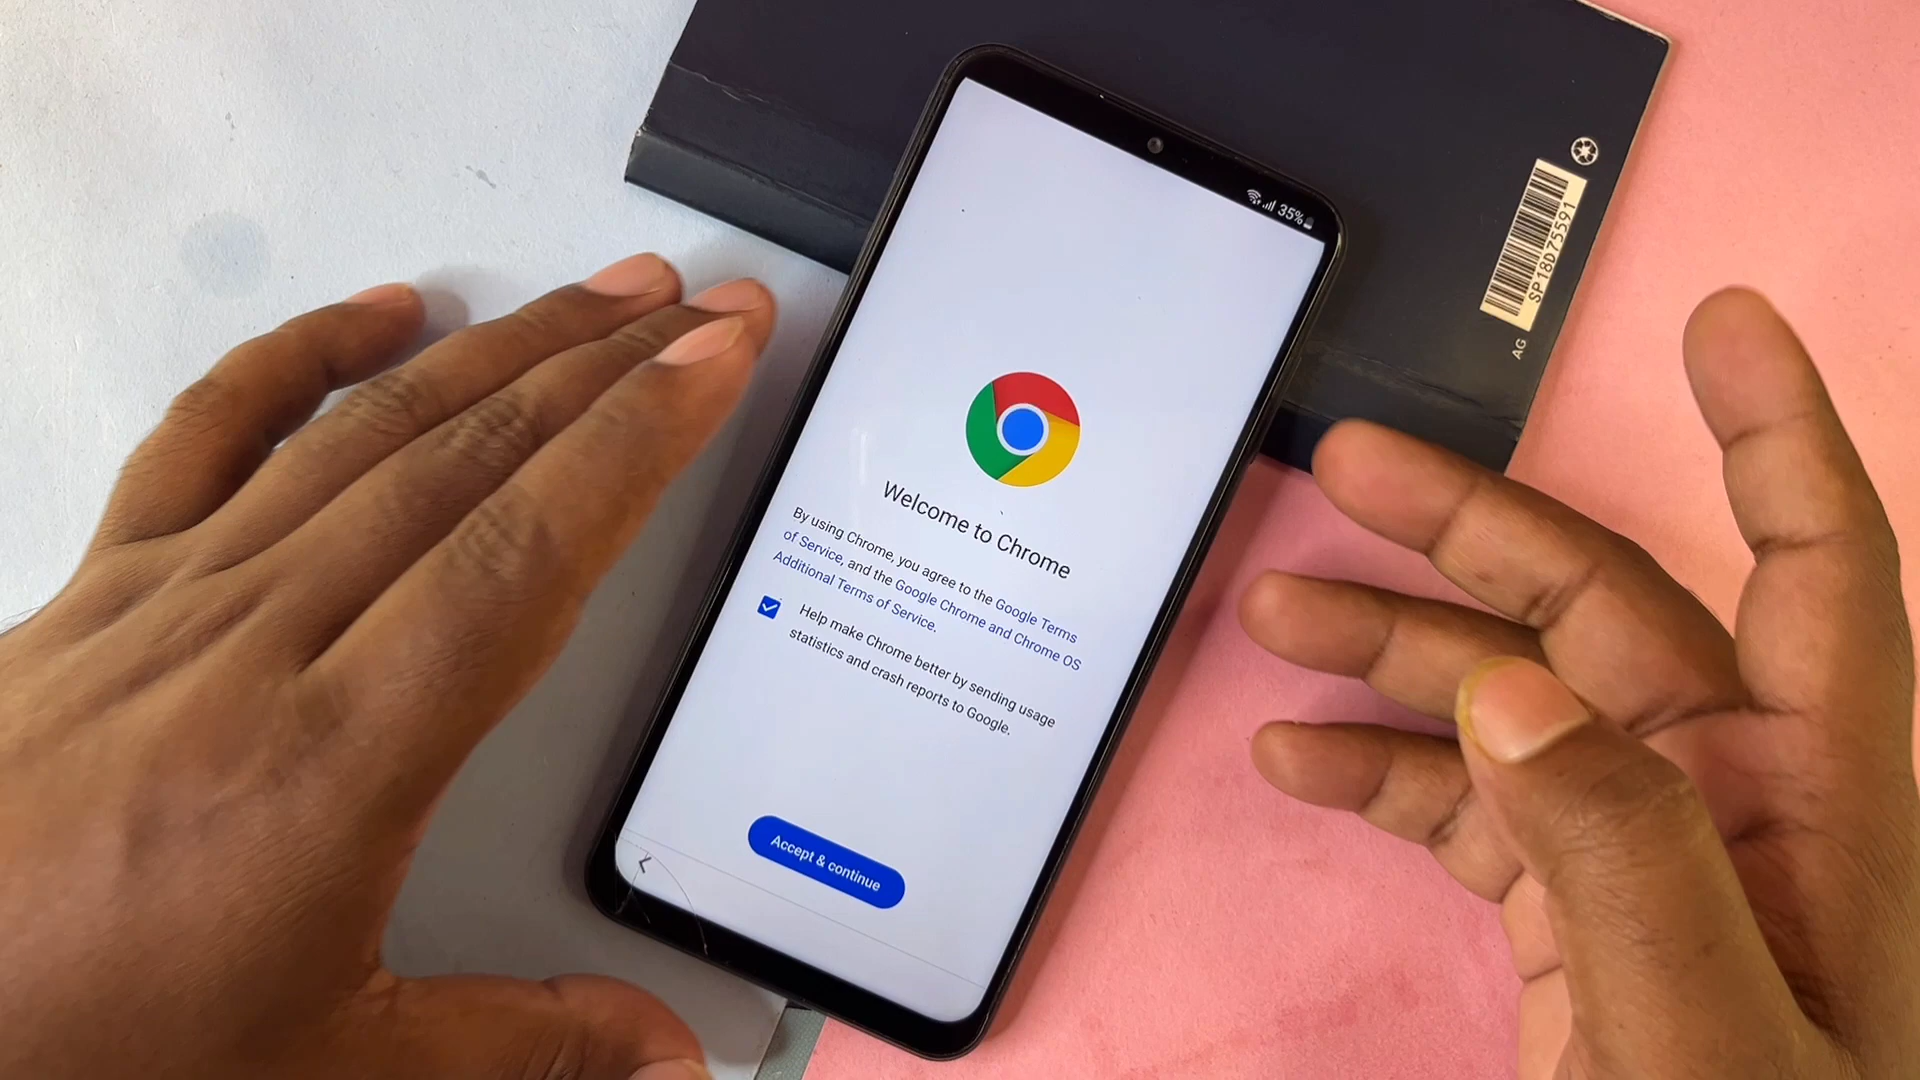 35%
Welcome to Chrome
By using Chrome, you agree to the Google Terms
of Service, and the Google Chrome and Chrome OS
Additional Terms of Service.
Help make Chrome better by sending usage
statistics and crash reports to Google.
Accept & continue
SP18D75591
AG